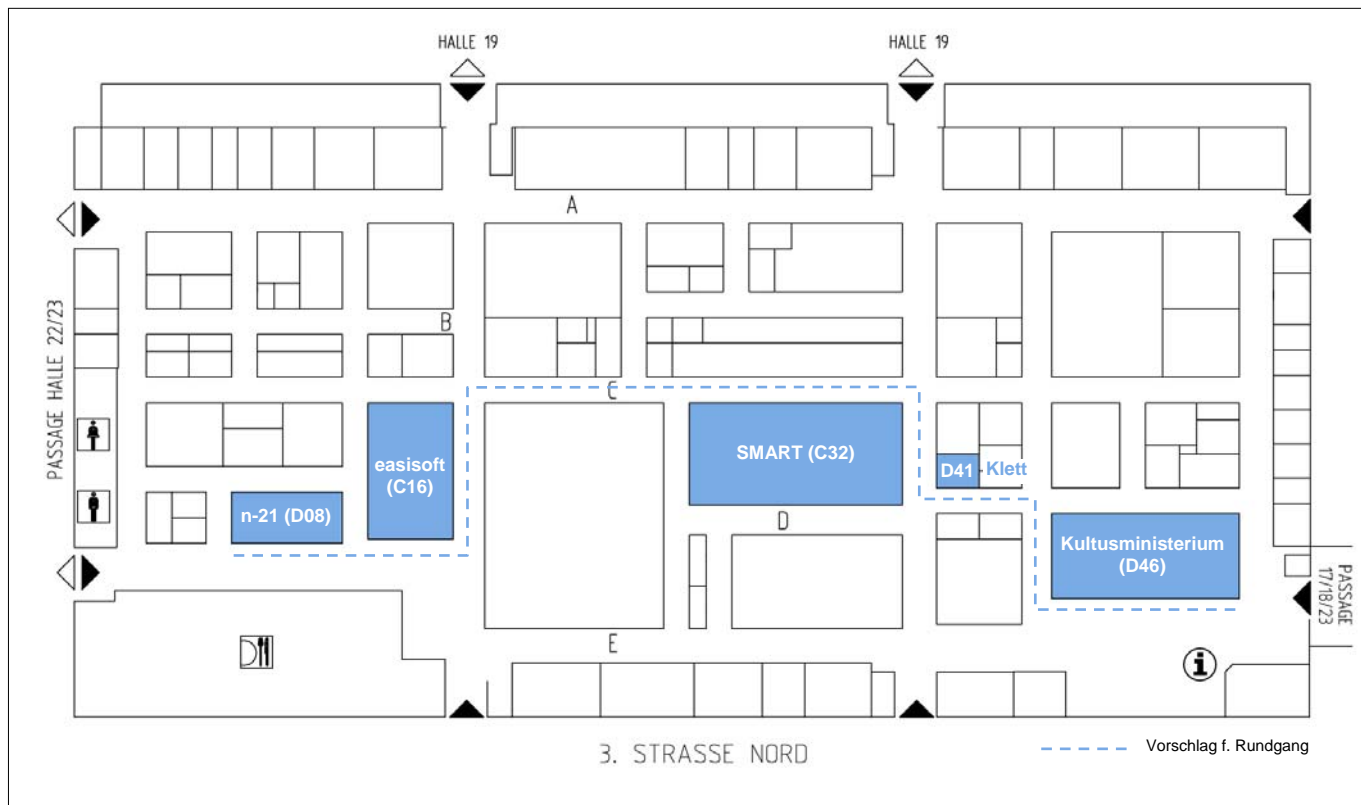 HALLE 19
HALLE 19
A
PASSAGE HALLE 22/23
B
C
easisoft
(C16)
SMART (C32)
D41
- Klett
n-21 (D08)
D
Kultusministerium
(D46)
PASSAGE
17/18/23
E
i
3. STRASSE NORD
Vorschlag f. Rundgang